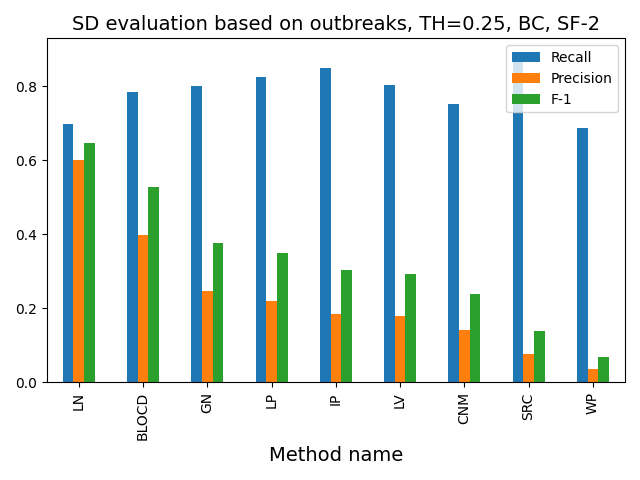 SD evaluation based on outbreaks, TH=0.25, BC, SF-2
Recall
Precision
F-1
0.8
0.6
0.4
0.2
0.0
LN
BLOCD
GN
LP
IP
LV
CNM
SRC
WP
Method name